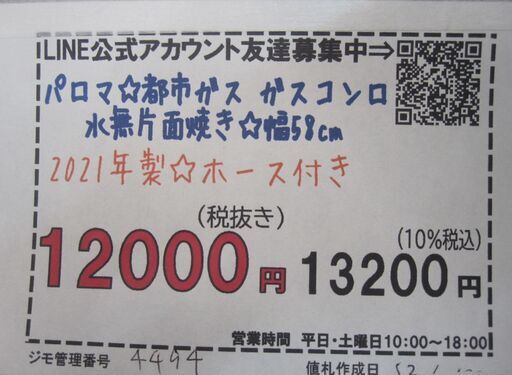 LINE公式アカウント友達募集中⇒
パロマ☆都市ガス ガスコンロ
水無片面焼き☆幅58cm
2021年製☆ホース付き
(税抜き)
12000円
(10%税込)
13200円
営業時間 平日・土曜日10:00～18:00
ジモ管理番号 4494
値札作成日